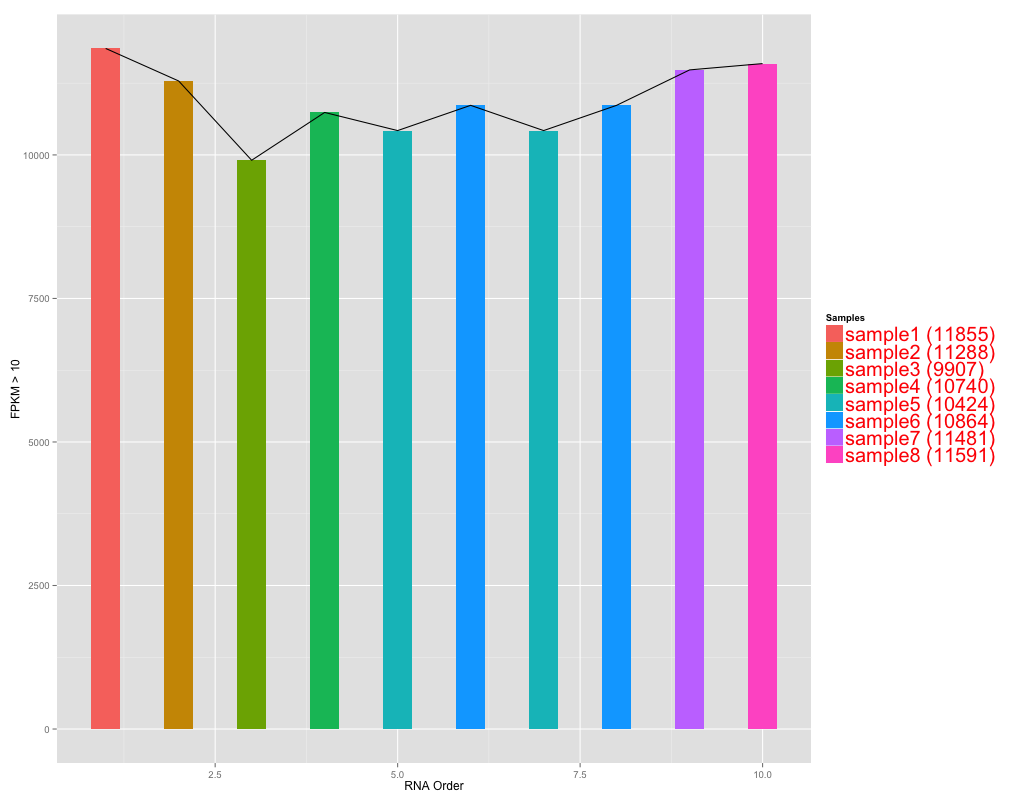 FPKM > 10
10000
7500
5000
2500
0
2.5
5.0
7.5
10.0
RNA Order
Samples
sample1 (11855)
sample2 (11288)
sample3 (9907)
sample4 (10740)
sample5 (10424)
sample6 (10864)
sample7 (11481)
sample8 (11591)